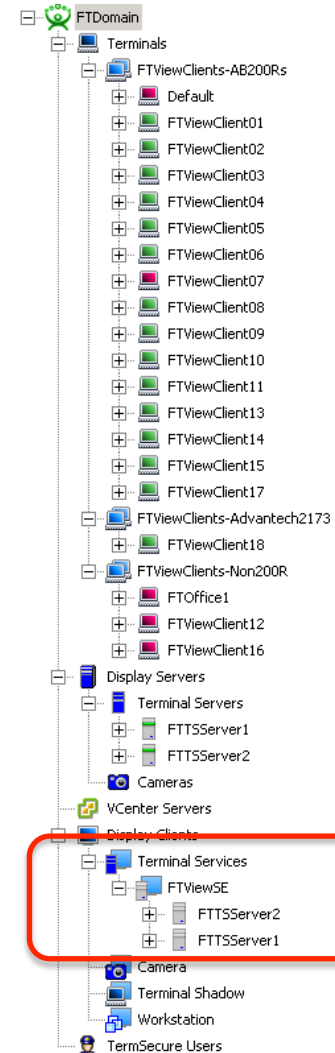 FTDomain
Terminals
FTViewClients-AB200Rs
Default
FTViewClient01
FTViewClient02
FTViewClient03
FTViewClient04
FTViewClient05
FTViewClient06
FTViewClient07
FTViewClient08
FTViewClient09
FTViewClient10
FTViewClient11
FTViewClient13
FTViewClient14
FTViewClient15
FTViewClient17
FTViewClients-Advantech2173
FTViewClient18
FTViewClients-Non200R
FTOffice1
FTViewClient12
FTViewClient16
Display Servers
Terminal Servers
FTTSServer1
FTTSServer2
Cameras
VCenter Servers
Display Clients
Terminal Services
FTViewSE
FTTSServer2
FTTSServer1
Camera
Terminal Shadow
Workstation
TermSecure Users